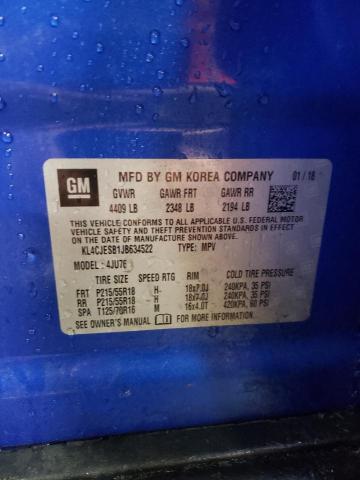 GM
MFD BY GM KOREA COMPANY 01/18
GVWR GAWR FRT GAWR RR
4409 LB 2348 LB 2194 LB
THIS VEHICLE CONFORMS TO ALL APPLICABLE U.S. FEDERAL MOTOR
VEHICLE SAFETY AND THEFT PREVENTION STANDARDS IN EFFECT
ON THE DATE OF MANUFACTURE SHOWN ABOVE.
KL4CJESB1JB634522 TYPE: MPV
MODEL: 4JU76
TIRE SIZE SPEED RTG RIM COLD TIRE PRESSURE
FRT P215/55R18 H 18x7.0J 240KPA, 35 PSI
RR P215/55R18 H 18x7.0J 240KPA, 35 PSI
SPA T125/70R16 M 16x4.0T 420KPA, 60 PSI
SEE OWNER'S MANUAL FOR MORE INFORMATION